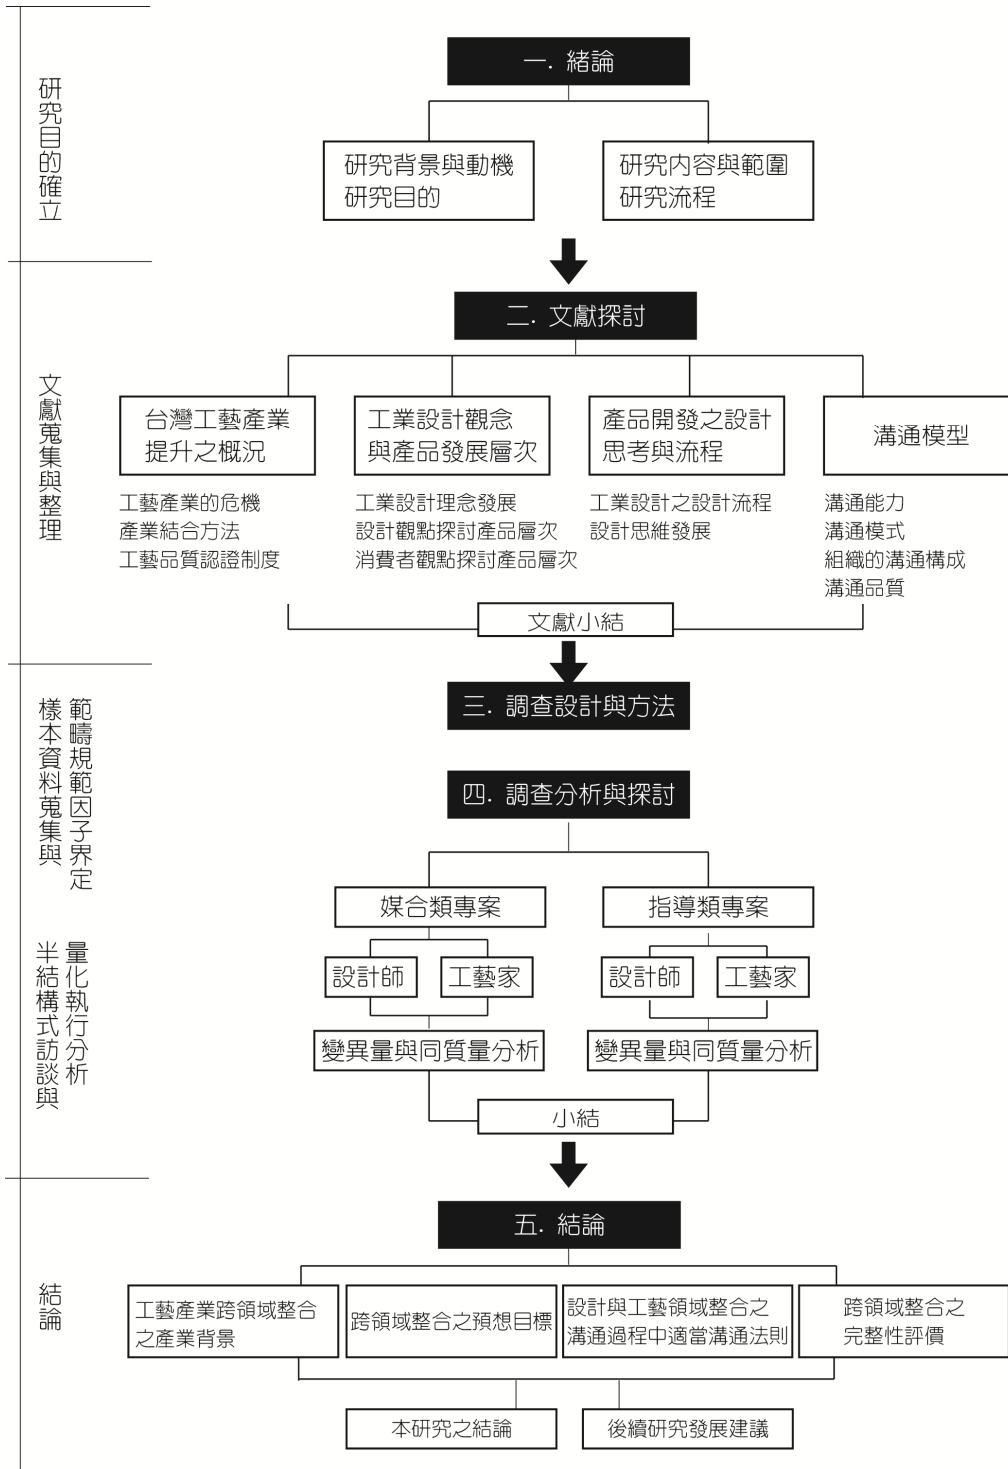 研究目的確立
一. 緒論
研究背景與動機
研究目的
研究內容與範圍
研究流程
文獻蒐集與整理
二. 文獻探討
台灣工藝產業
提升之概況
工業設計觀念
與產品發展層次
產品開發之設計
思考與流程
溝通模型
工藝產業的危機
產業結合方法
工藝品質認證制度
工業設計理念發展
設計觀點探討產品層次
消費者觀點探討產品層次
工業設計之設計流程
設計思維發展
溝通能力
溝通模式
組織的溝通構成
溝通品質
文獻小結
範疇規範因子界定
樣本資料蒐集與
三. 調查設計與方法
四. 調查分析與探討
量化執行分析
半結構式訪談與
媒合類專案
指導類專案
設計師
工藝家
設計師
工藝家
變異量與同質量分析
變異量與同質量分析
小結
結論
五. 結論
工藝產業跨領域整合
之產業背景
跨領域整合之預想目標
設計與工藝領域整合之
溝通過程中適當溝通法則
跨領域整合之
完整性評價
本研究之結論
後續研究發展建議